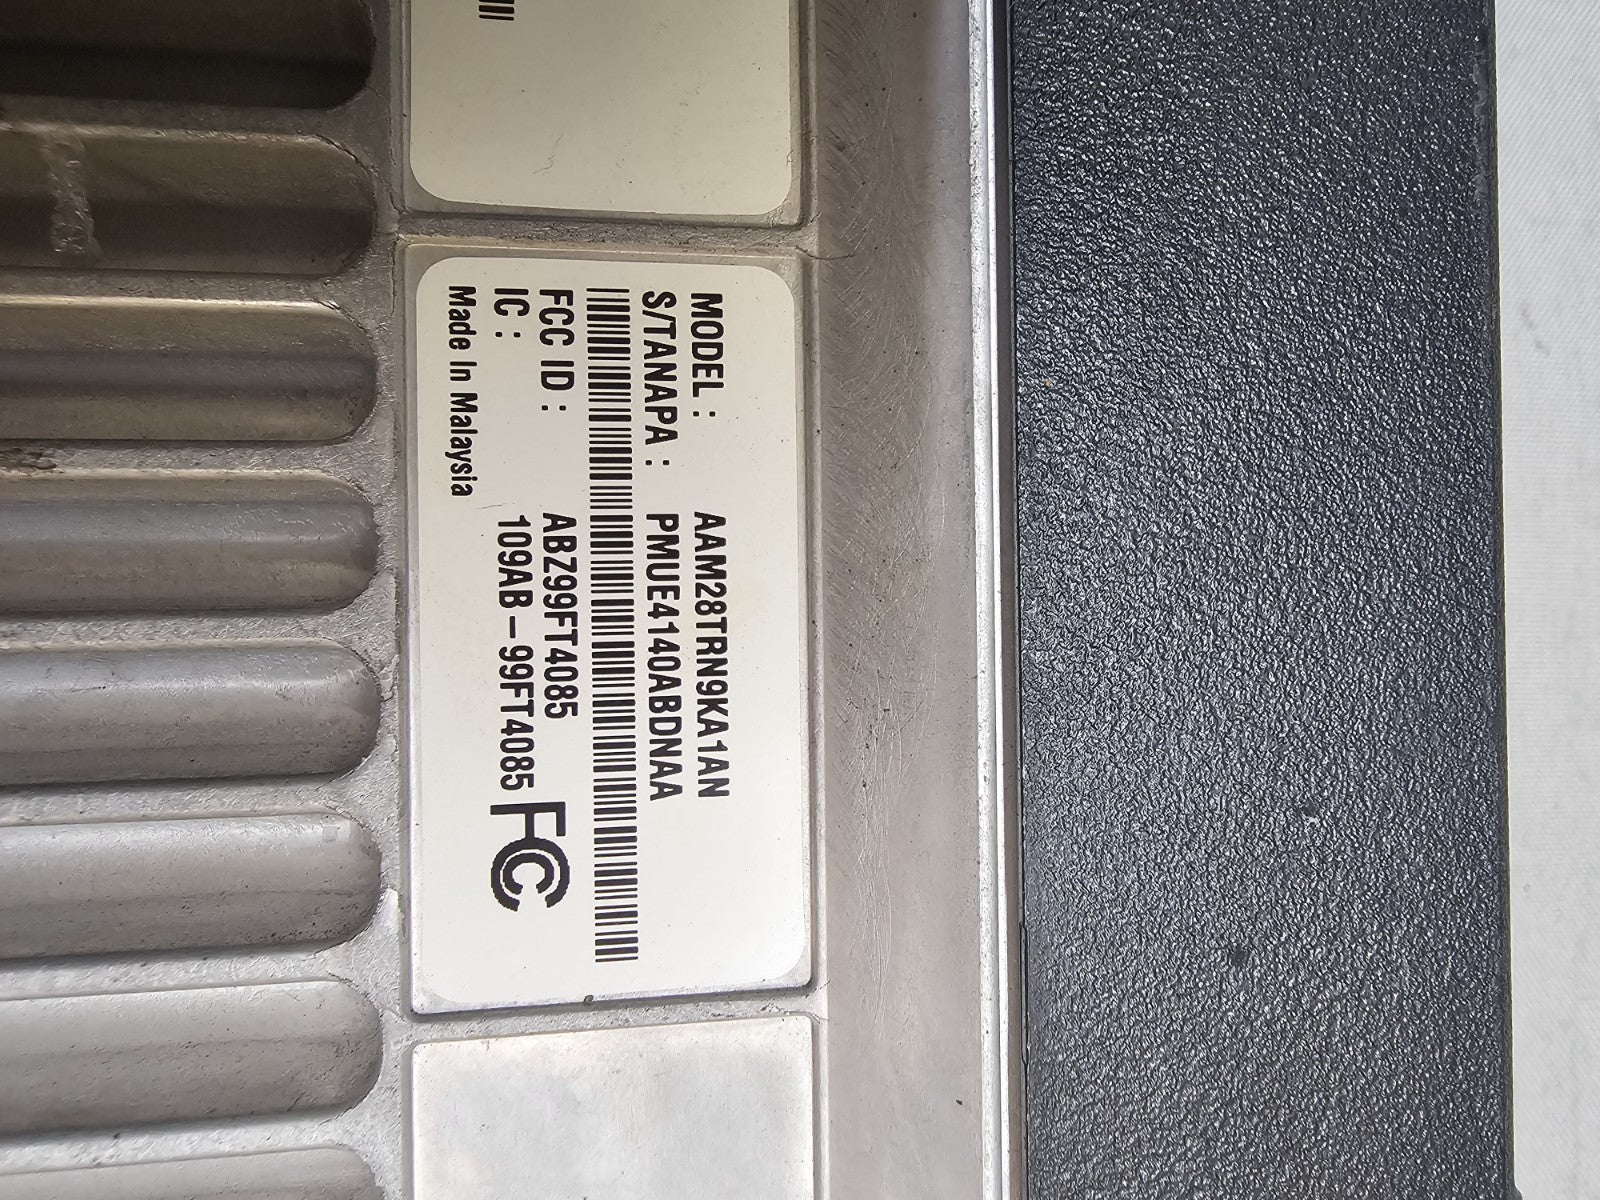 MODEL : AAM28TRN9KA1AN
S/TANAPA : PMUE4140ABDNAA
FCC ID : ABZ99FT4085
IC : 109AB-99FT4085
Made In Malaysia
FC